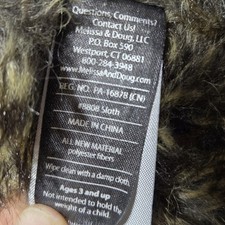 Questions, Comments?
Contact Us!
Melissa & Doug, LLC
P.O. Box 590
Westport, CT 06881
600-284-3948
www.MelissaAndDoug.com
REG. NO. PA-16878 (CN)
#8808 Sloth
MADE IN CHINA
ALL NEW MATERIAL
polyester fibers
Wipe clean with a damp cloth.
Ages 3 and up
Not intended to hold the
weight of a child.